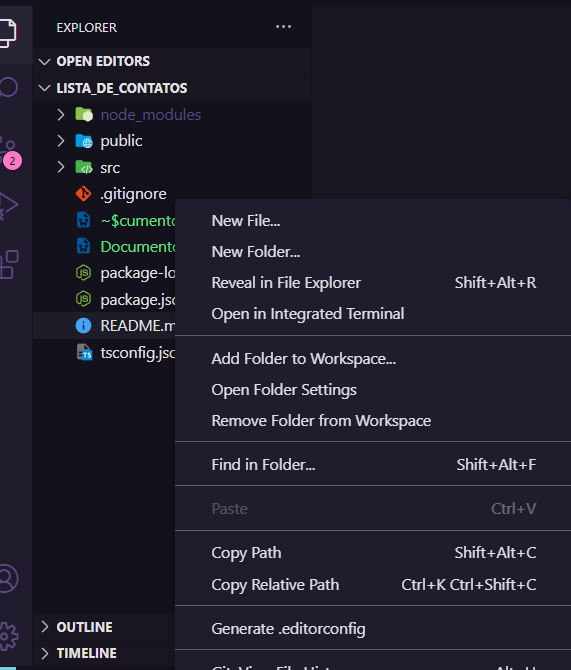 EXPLORER
OPEN EDITORS
LISTA_DE_CONTATOS
node_modules
public
src
.gitignore
~$cumento
Documento
package-lo
package.jso
README.m
tsconfig.jso
2
New File...
New Folder...
Reveal in File Explorer Shift+Alt+R
Open in Integrated Terminal
Add Folder to Workspace...
Open Folder Settings
Remove Folder from Workspace
Find in Folder... Shift+Alt+F
Paste Ctrl+V
Copy Path Shift+Alt+C
Copy Relative Path Ctrl+K Ctrl+Shift+C
Generate .editorconfig
OUTLINE
TIMELINE